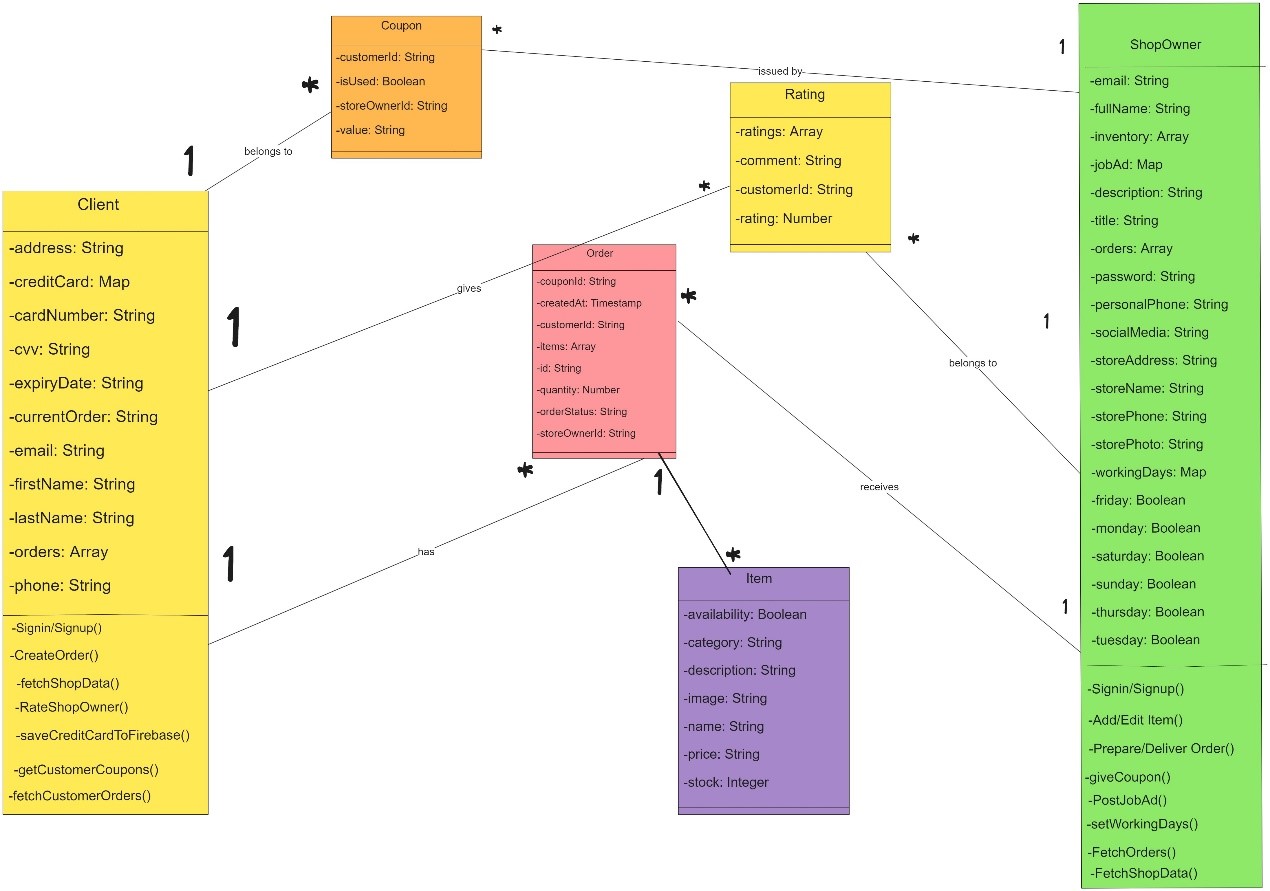 Coupon
-customerId: String
-isUsed: Boolean
-storeOwnerId: String
-value: String
*
*
1
belongs to
issued by
1
Client
-address: String
-creditCard: Map
-cardNumber: String
-cvv: String
-expiryDate: String
-currentOrder: String
-email: String
-firstName: String
-lastName: String
-orders: Array
-phone: String
-Signin/Signup()
-CreateOrder()
-fetchShopData()
-RateShopOwner()
-saveCreditCardToFirebase()
-getCustomerCoupons()
-fetchCustomerOrders()
1
gives
*
Rating
-ratings: Array
-comment: String
-customerId: String
-rating: Number
*
belongs to
1
Order
-couponId: String
-createdAt: Timestamp
-customerId: String
-Items: Array
-id: String
-quantity: Number
-orderStatus: String
-storeOwnerId: String
*
receives
1
*
has
1
1
*
Item
-availability: Boolean
-category: String
-description: String
-image: String
-name: String
-price: String
-stock: Integer
ShopOwner
-email: String
-fullName: String
-inventory: Array
-jobAd: Map
-description: String
-title: String
-orders: Array
-password: String
-personalPhone: String
-socialMedia: String
-storeAddress: String
-storeName: String
-storePhone: String
-storePhoto: String
-workingDays: Map
-friday: Boolean
-monday: Boolean
-saturday: Boolean
-sunday: Boolean
-thursday: Boolean
-tuesday: Boolean
-Signin/Signup()
-Add/Edit Item()
-Prepare/Deliver Order()
-giveCoupon()
-PostJobAd()
-setWorkingDays()
-FetchOrders()
-FetchShopData()